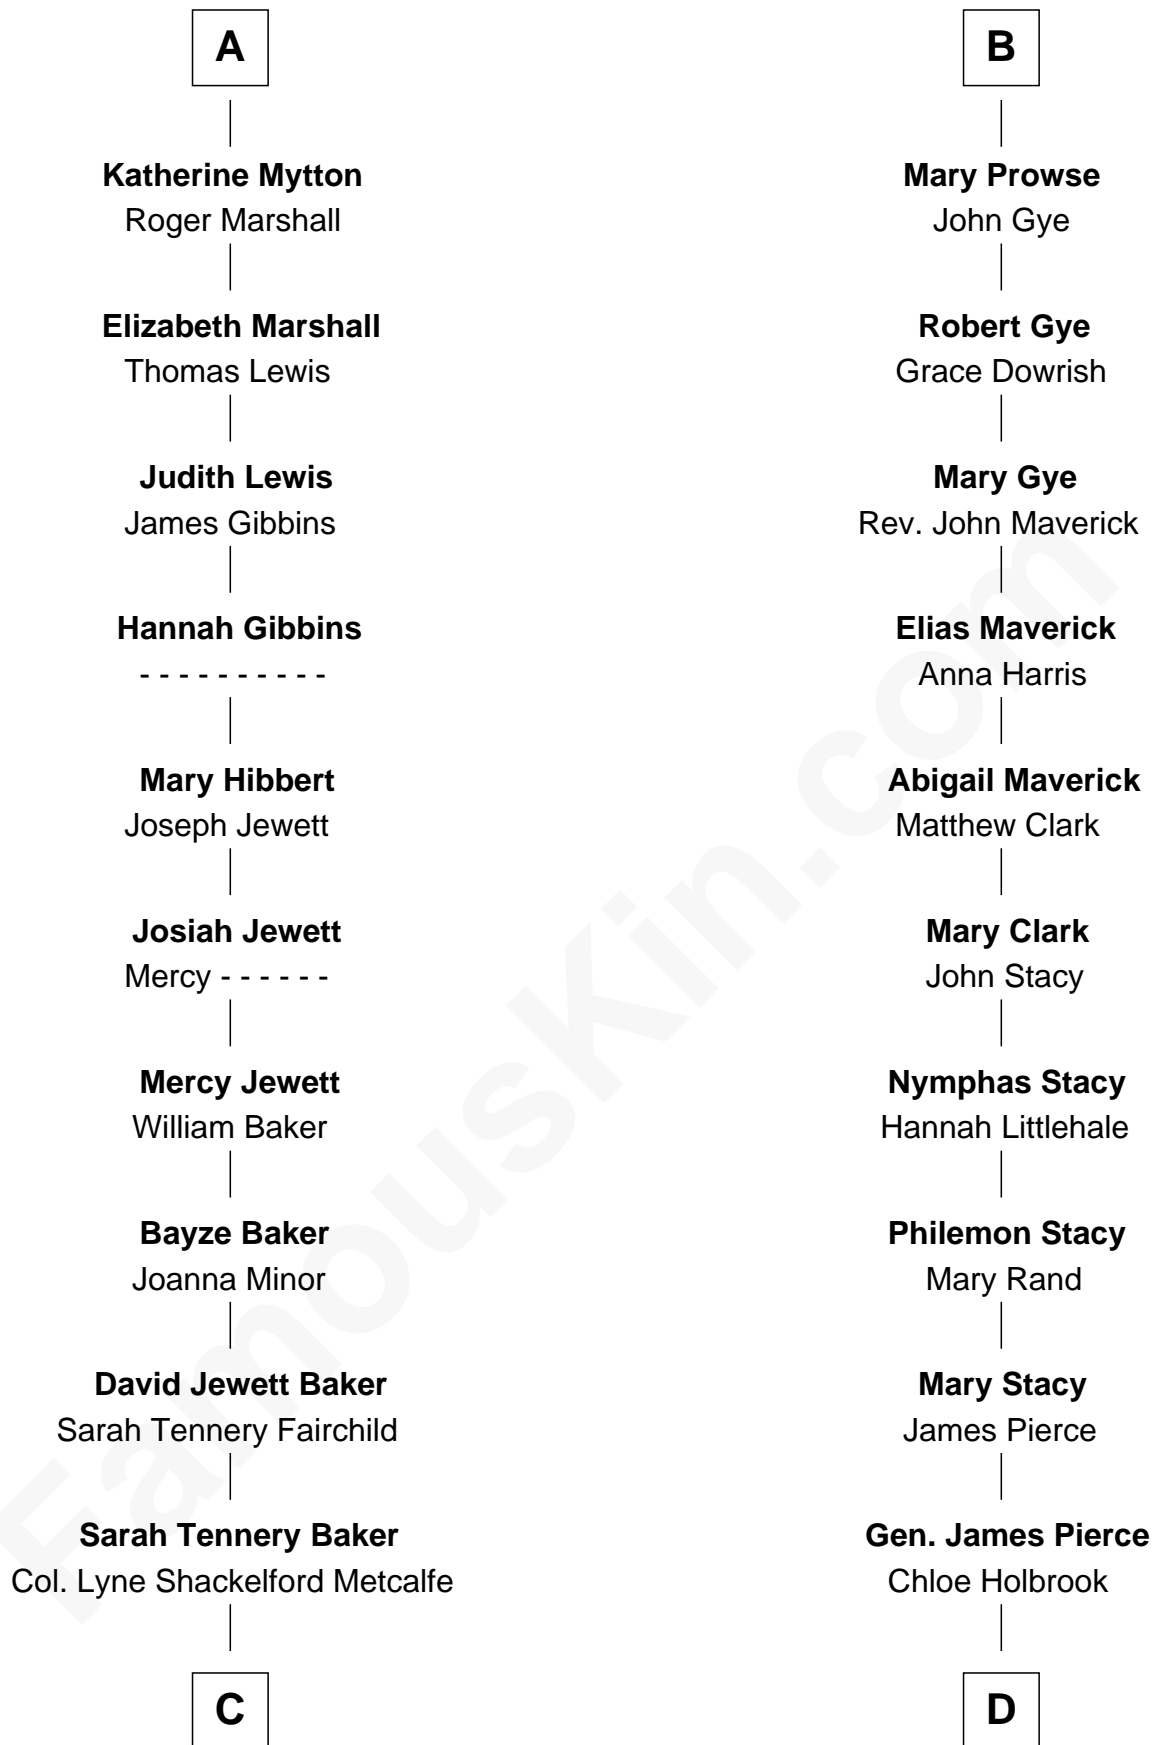 A
Katherine Mytton
Roger Marshall
Elizabeth Marshall
Thomas Lewis
Judith Lewis
James Gibbins
Hannah Gibbins
- - - - - - - - - -
Mary Hibbert
Joseph Jewett
Josiah Jewett
Mercy - - - - - -
Mercy Jewett
William Baker
Bayze Baker
Joanna Minor
David Jewett Baker
Sarah Tennery Fairchild
Sarah Tennery Baker
Col. Lyne Shackelford Metcalfe
C
B
Mary Prowse
John Gye
Robert Gye
Grace Dowrish
Mary Gye
Rev. John Maverick
Elias Maverick
Anna Harris
Abigail Maverick
Matthew Clark
Mary Clark
John Stacy
Nymphas Stacy
Hannah Littlehale
Philemon Stacy
Mary Rand
Mary Stacy
James Pierce
Gen. James Pierce
Chloe Holbrook
D
FamousKin.com